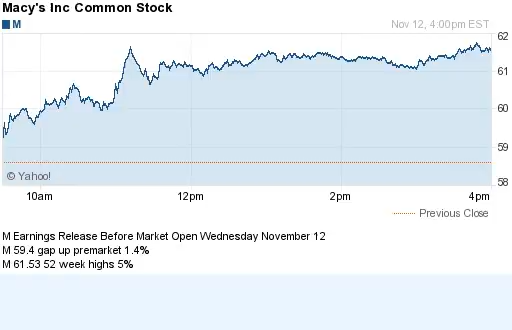 Macy's Inc Common Stock
M Nov 12, 4:00pm EST
62
61
60
59
58
© Yahoo!
10am 12pm 2pm 4pm
Previous Close
M Earnings Release Before Market Open Wednesday November 12
M 59.4 gap up premarket 1.4%
M 61.53 52 week highs 5%